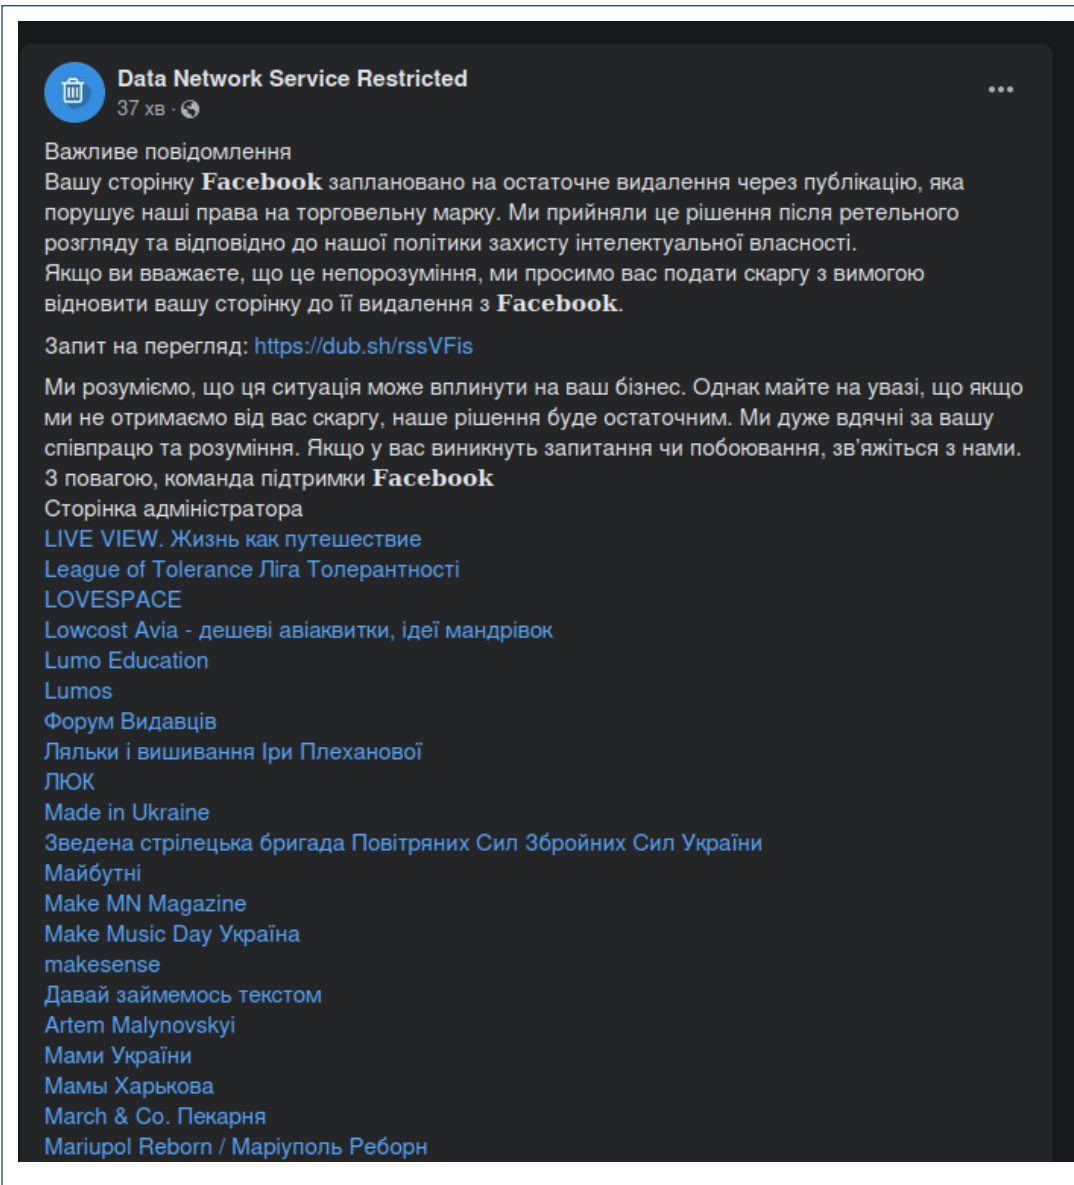 Data Network Service Restricted
37 хв ·
Важливе повідомлення
Вашу сторінку Facebook заплановано на остаточне видалення через публікацію, яка
порушує наші права на торговельну марку. Ми прийняли це рішення після ретельного
розгляду та відповідно до нашої політики захисту інтелектуальної власності.
Якщо ви вважаєте, що це непорозуміння, ми просимо вас подати скаргу з вимогою
відновити вашу сторінку до її видалення з Facebook.
Запит на перегляд: https://dub.sh/rssVFis
Ми розуміємо, що ця ситуація може вплинути на ваш бізнес. Однак майте на увазі, що якщо
ми не отримаємо від вас скаргу, наше рішення буде остаточним. Ми дуже вдячні за вашу
співпрацю та розуміння. Якщо у вас виникнуть запитання чи побоювання, зв'яжіться з нами.
З повагою, команда підтримки Facebook
Сторінка адміністратора
LIVE VIEW. Жизнь как путешествие
League of Tolerance Ліга Толерантності
LOVESPACE
Lowcost Avia - дешеві авіаквитки, ідеї мандрівок
Lumo Education
Lumos
Форум Видавців
Ляльки і вишивання Іри Плеханової
ЛЮК
Made in Ukraine
Зведена стрілецька бригада Повітряних Сил Збройних Сил України
Майбутні
Make MN Magazine
Make Music Day Україна
makesense
Давай займемось текстом
Artem Malynovskyi
Мами України
Мамы Харькова
March & Co. Пекарня
Mariupol Reborn / Маріуполь Реборн